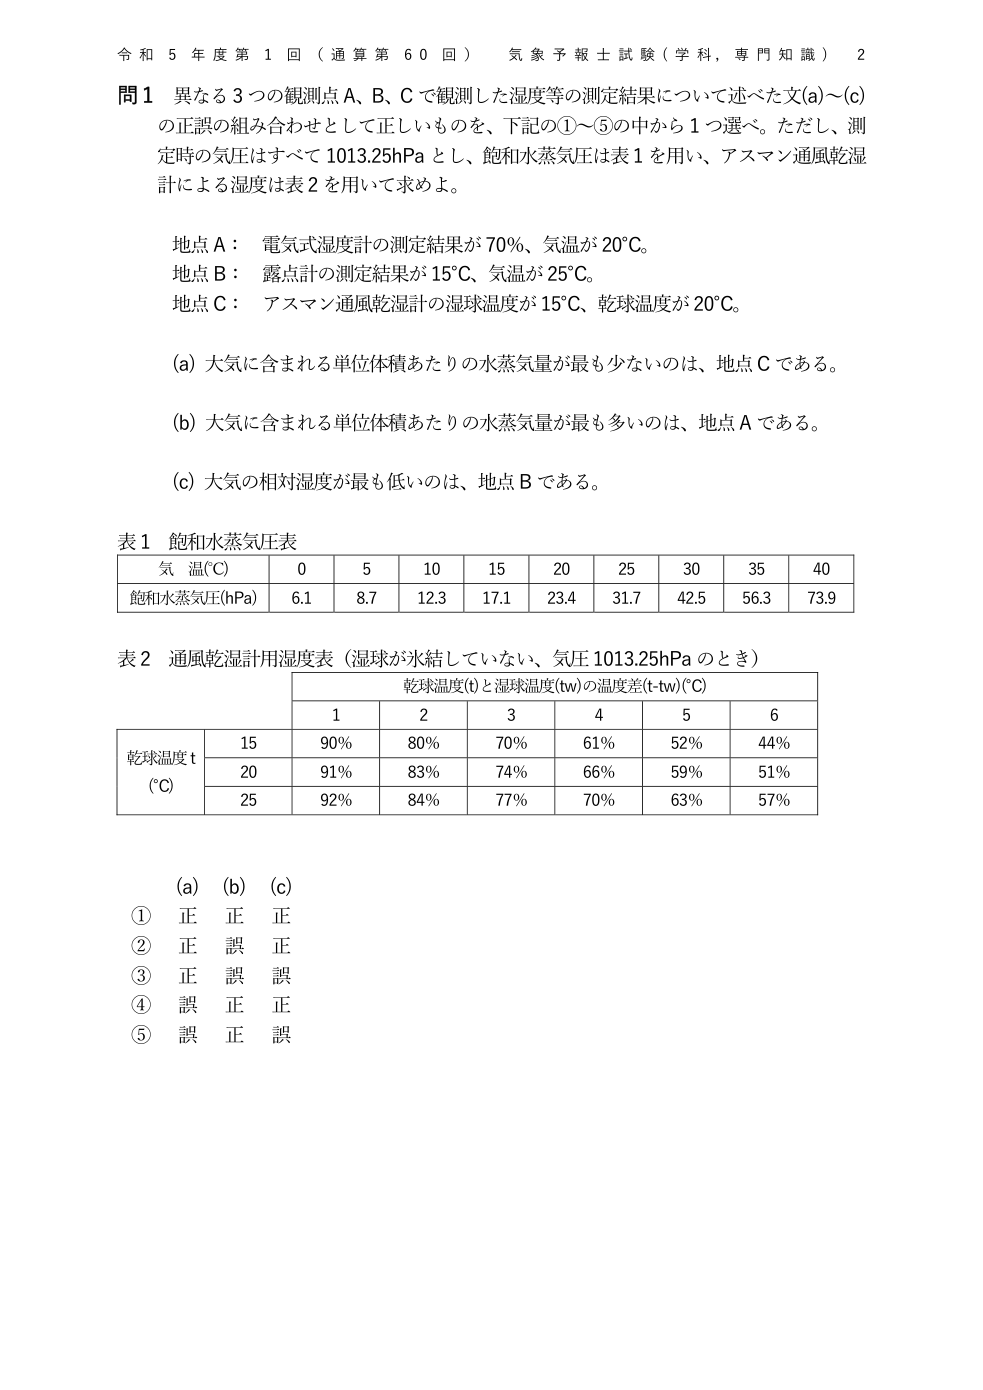 令和5年度第1回（通算第60回）　気象予報士試験(学科，専門知識)　2
問1　異なる3つの観測点A、B、Cで観測した湿度等の測定結果について述べた文(a)～(c)
の正誤の組み合わせとして正しいものを、下記の①～⑤の中から1つ選べ。ただし、測
定時の気圧はすべて1013.25hPaとし、飽和水蒸気圧は表1を用い、アスマン通風乾湿
計による湿度は表2を用いて求めよ。
地点A：　電気式湿度計の測定結果が70%、気温が20℃。
地点B：　露点計の測定結果が15℃、気温が25℃。
地点C：　アスマン通風乾湿計の湿球温度が15℃、乾球温度が20℃。
(a) 大気に含まれる単位体積あたりの水蒸気量が最も少ないのは、地点Cである。
(b) 大気に含まれる単位体積あたりの水蒸気量が最も多いのは、地点Aである。
(c) 大気の相対湿度が最も低いのは、地点Bである。
表1　飽和水蒸気圧表
気　温(℃) 0 5 10 15 20 25 30 35 40
飽和水蒸気圧(hPa) 6.1 8.7 12.3 17.1 23.4 31.7 42.5 56.3 73.9
表2　通風乾湿計用湿度表（湿球が氷結していない、気圧1013.25hPaのとき）
乾球温度(t)と湿球温度(tw)の温度差(t-tw)(℃)
1 2 3 4 5 6
乾球温度t
(℃)
15 90% 80% 70% 61% 52% 44%
20 91% 83% 74% 66% 59% 51%
25 92% 84% 77% 70% 63% 57%
(a) (b) (c)
① 正 正 正
② 正 誤 正
③ 正 誤 誤
④ 誤 正 正
⑤ 誤 正 誤